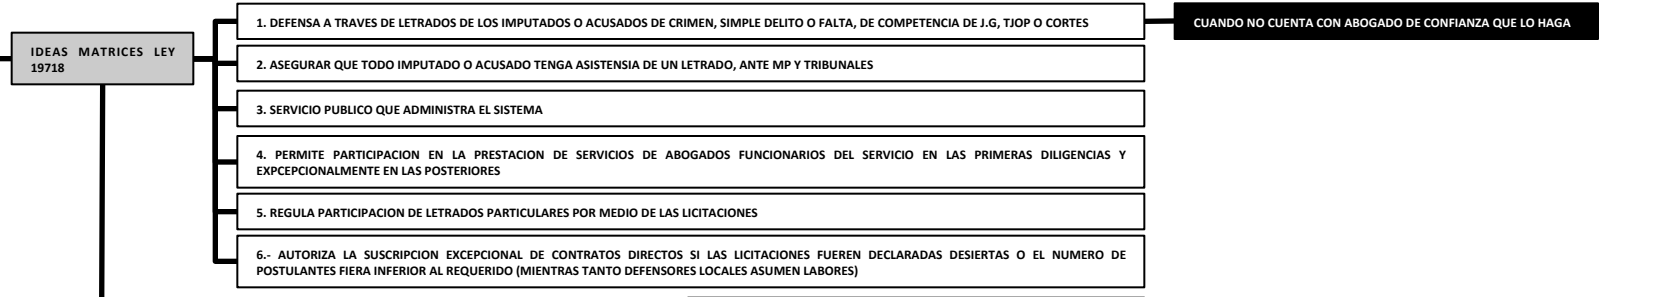 IDEAS MATRICES LEY
19718
1. DEFENSA A TRAVES DE LETRADOS DE LOS IMPUTADOS O ACUSADOS DE CRIMEN, SIMPLE DELITO O FALTA, DE COMPETENCIA DE J.G, TJOP O CORTES
CUANDO NO CUENTA CON ABOGADO DE CONFIANZA QUE LO HAGA
2. ASEGURAR QUE TODO IMPUTADO O ACUSADO TENGA ASISTENSIA DE UN LETRADO, ANTE MP Y TRIBUNALES
3. SERVICIO PUBLICO QUE ADMINISTRA EL SISTEMA
4. PERMITE PARTICIPACION EN LA PRESTACION DE SERVICIOS DE ABOGADOS FUNCIONARIOS DEL SERVICIO EN LAS PRIMERAS DILIGENCIAS Y
EXPCEPCIONALMENTE EN LAS POSTERIORES
5. REGULA PARTICIPACION DE LETRADOS PARTICULARES POR MEDIO DE LAS LICITACIONES
6.- AUTORIZA LA SUSCRIPCION EXCEPCIONAL DE CONTRATOS DIRECTOS SI LAS LICITACIONES FUEREN DECLARADAS DESIERTAS O EL NUMERO DE
POSTULANTES FIERA INFERIOR AL REQUERIDO (MIENTRAS TANTO DEFENSORES LOCALES ASUMEN LABORES)